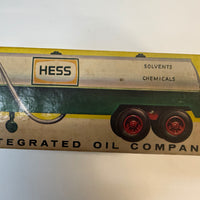 HESS
SOLVENTS
CHEMICALS
TEGRATED OIL COMPAN